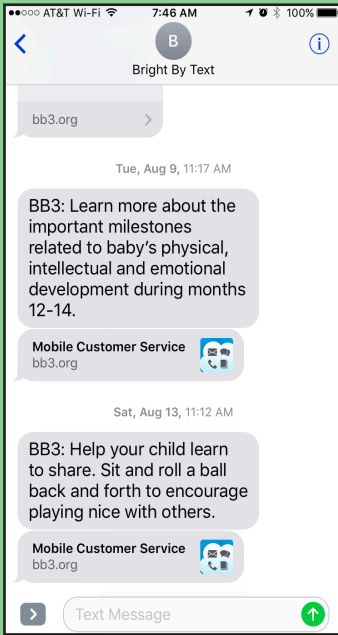 AT&T Wi-Fi 7:46 AM 100%
B
Bright By Text
bb3.org
Tue, Aug 9, 11:17 AM
BB3: Learn more about the
important milestones
related to baby's physical,
intellectual and emotional
development during months
12-14.
Mobile Customer Service
bb3.org
Sat, Aug 13, 11:12 AM
BB3: Help your child learn
to share. Sit and roll a ball
back and forth to encourage
playing nice with others.
Mobile Customer Service
bb3.org
Text Message